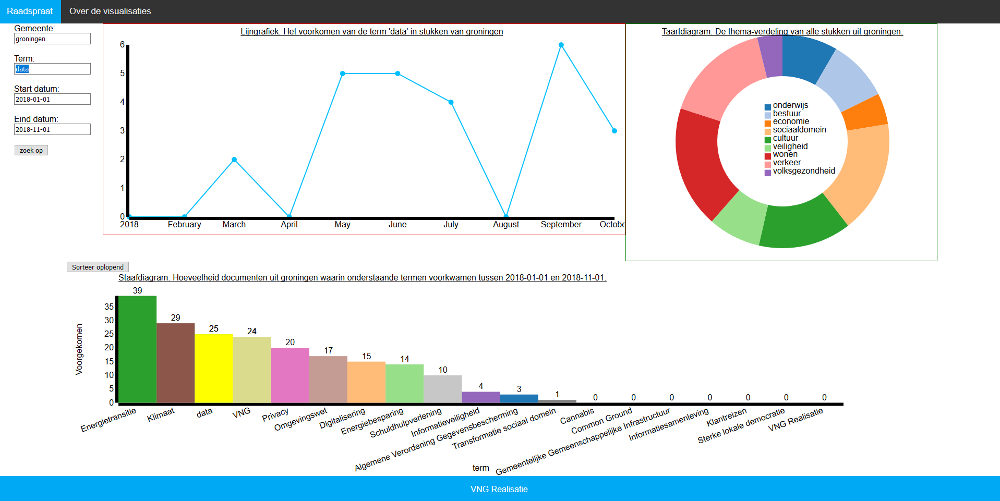 Raadspraat
Over de visualisaties
Gemeente:
groningen
Term:
data
Start datum:
2018-01-01
Eind datum:
2018-11-01
zoek op
Lijngrafiek: Het voorkomen van de term 'data' in stukken van groningen
6
5
4
3
2
1
0
2018
February
March
April
May
June
July
August
September
Octobe
Taartdiagram: De thema-verdeling van alle stukken uit groningen.
onderwijs
bestuur
economie
sociaaldomein
cultuur
veiligheid
wonen
verkeer
volksgezondheid
Sorteer oplopend
Staafdiagram: Hoeveelheid documenten uit groningen waarin onderstaande termen voorkwamen tussen 2018-01-01 en 2018-11-01.
Voorgekomen
35
30
25
20
15
10
5
0
39
29
25
24
20
17
15
14
10
4
3
1
0
0
0
0
0
0
0
Energietransitie
Klimaat
data
VNG
Privacy
Omgevingswet
Digitalisering
Energiebesparing
Schuldhulpverlening
Informatieveiligheid
Algemene Verordening Gegevensbescherming
Transformatie sociaal domein
Cannabis
Common Ground
Gemeentelijke Gemeenschappelijke Infrastructuur
Informatiesamenleving
Klantreizen
Sterke lokale democratie
VNG Realisatie
term
VNG Realisatie